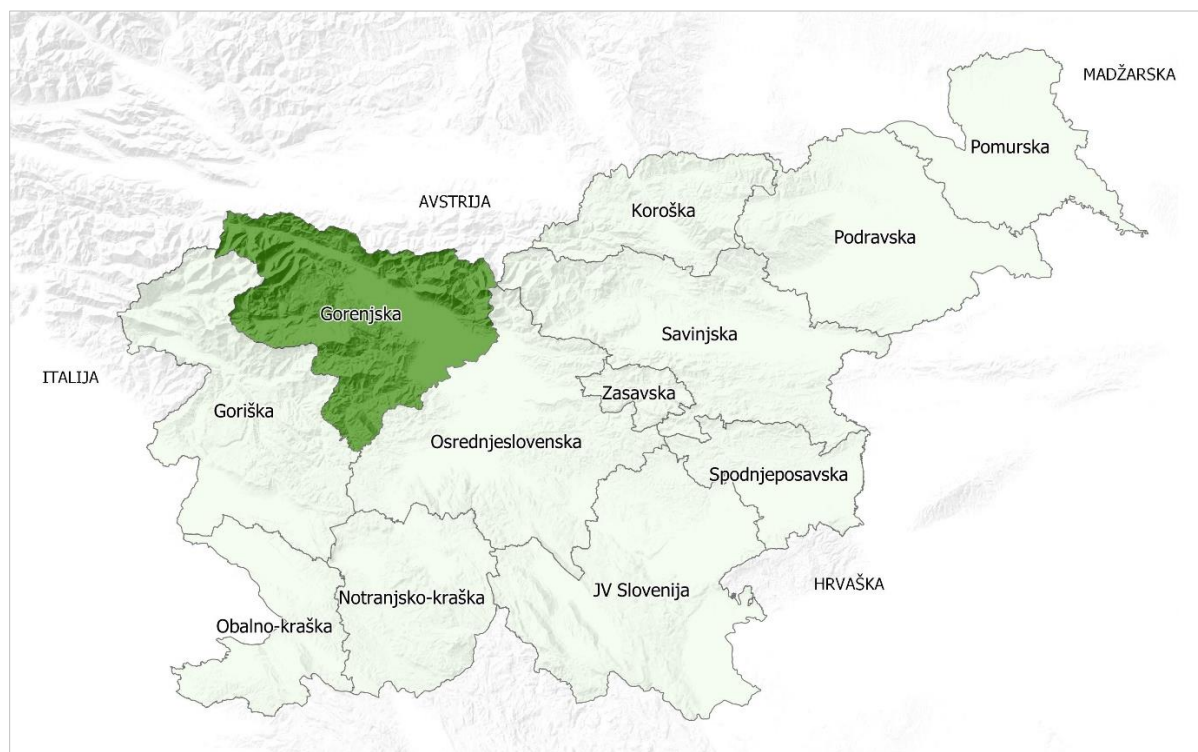 MADŽARSKA
Pomurska
AVSTRIJA
Koroška
Podravska
Gorenjska
Savinjska
ITALIJA
Zasavska
Goriška
Osrednjeslovenska
Spodnjeposavska
HRVAŠKA
JV Slovenija
Notranjsko-kraška
Obalno-kraška